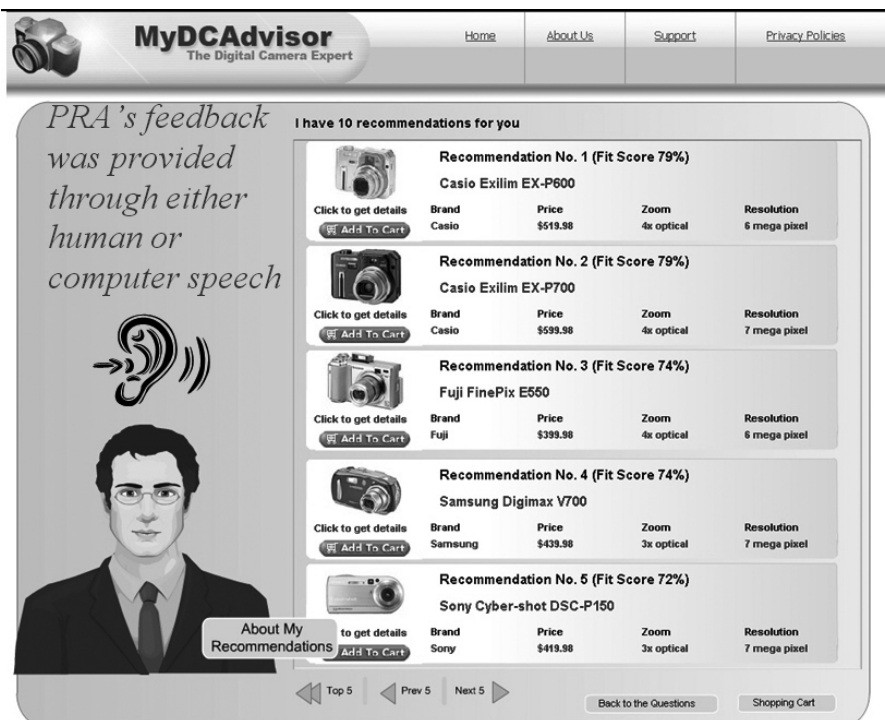 MyDCAdvisor
The Digital Camera Expert
Home
About Us
Support
Privacy Policies
PRA's feedback
was provided
through either
human or
computer speech
I have 10 recommendations for you
Recommendation No. 1 (Fit Score 79%)
Casio Exilim EX-P600
Click to get details
Brand Price Zoom Resolution
Add To Cart
Casio $519.98 4x optical 6 mega pixel
Recommendation No. 2 (Fit Score 79%)
Casio Exilim EX-P700
Click to get details
Brand Price Zoom Resolution
Add To Cart
Casio $599.98 4x optical 7 mega pixel
Recommendation No. 3 (Fit Score 74%)
Fuji FinePix E550
Click to get details
Brand Price Zoom Resolution
Add To Cart
Fuji $399.98 4x optical 6 mega pixel
Recommendation No. 4 (Fit Score 74%)
Samsung Digimax V700
Click to get details
Brand Price Zoom Resolution
Add To Cart
Samsung $439.98 3x optical 7 mega pixel
Recommendation No. 5 (Fit Score 72%)
Sony Cyber-shot DSC-P150
to get details
Brand Price Zoom Resolution
Add To Cart
Sony $419.98 3x optical 7 mega pixel
About My
Recommendations
Top 5
Prev 5
Next 5
Back to the Questions
Shopping Cart